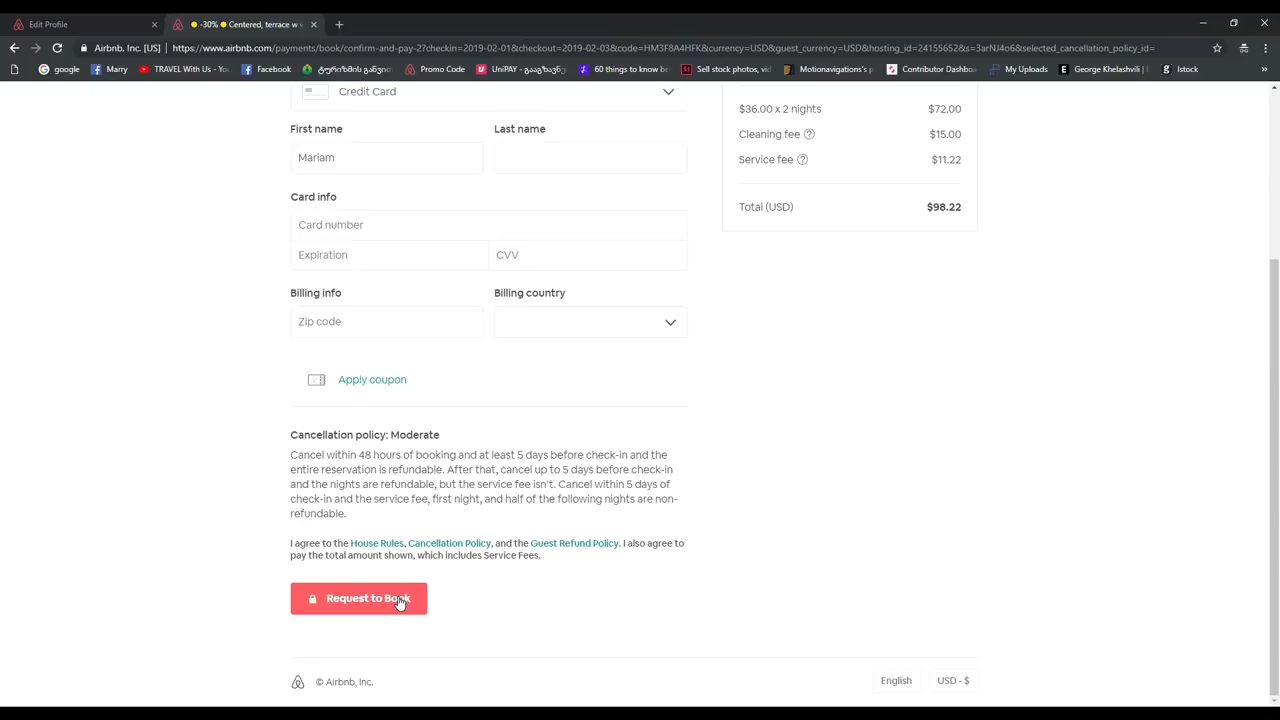 Edit Profile
-30% Centered, terrace w v
Airbnb, Inc. [US]
https://www.airbnb.com/payments/book/confirm-and-pay-2?checkin=2019-02-01&checkout=2019-02-03&code=HM3F8A4HFK&currency=USD&guest_currency=USD&hosting_id=24155652&s=3arNJ4o6&selected_cancellation_policy_id=
google
Marry
TRAVEL With Us - Yo
Facebook
ტურიზმის განვი
Promo Code
UniPAY - გააგზავნ
60 things to know be
Sell stock photos, vid
Motionavigations's p
Contributor Dashbo
My Uploads
George Khelashvili |
Istock
Credit Card
$36.00 x 2 nights $72.00
First name Last name
Cleaning fee $15.00
Mariam
Service fee $11.22
Card info
Total (USD) $98.22
Card number
Expiration CVV
Billing info Billing country
Zip code
Apply coupon
Cancellation policy: Moderate
Cancel within 48 hours of booking and at least 5 days before check-in and the
entire reservation is refundable. After that, cancel up to 5 days before check-in
and the nights are refundable, but the service fee isn't. Cancel within 5 days of
check-in and the service fee, first night, and half of the following nights are non-
refundable.
I agree to the House Rules, Cancellation Policy, and the Guest Refund Policy. I also agree to
pay the total amount shown, which includes Service Fees.
Request to Book
© Airbnb, Inc.
English USD - $